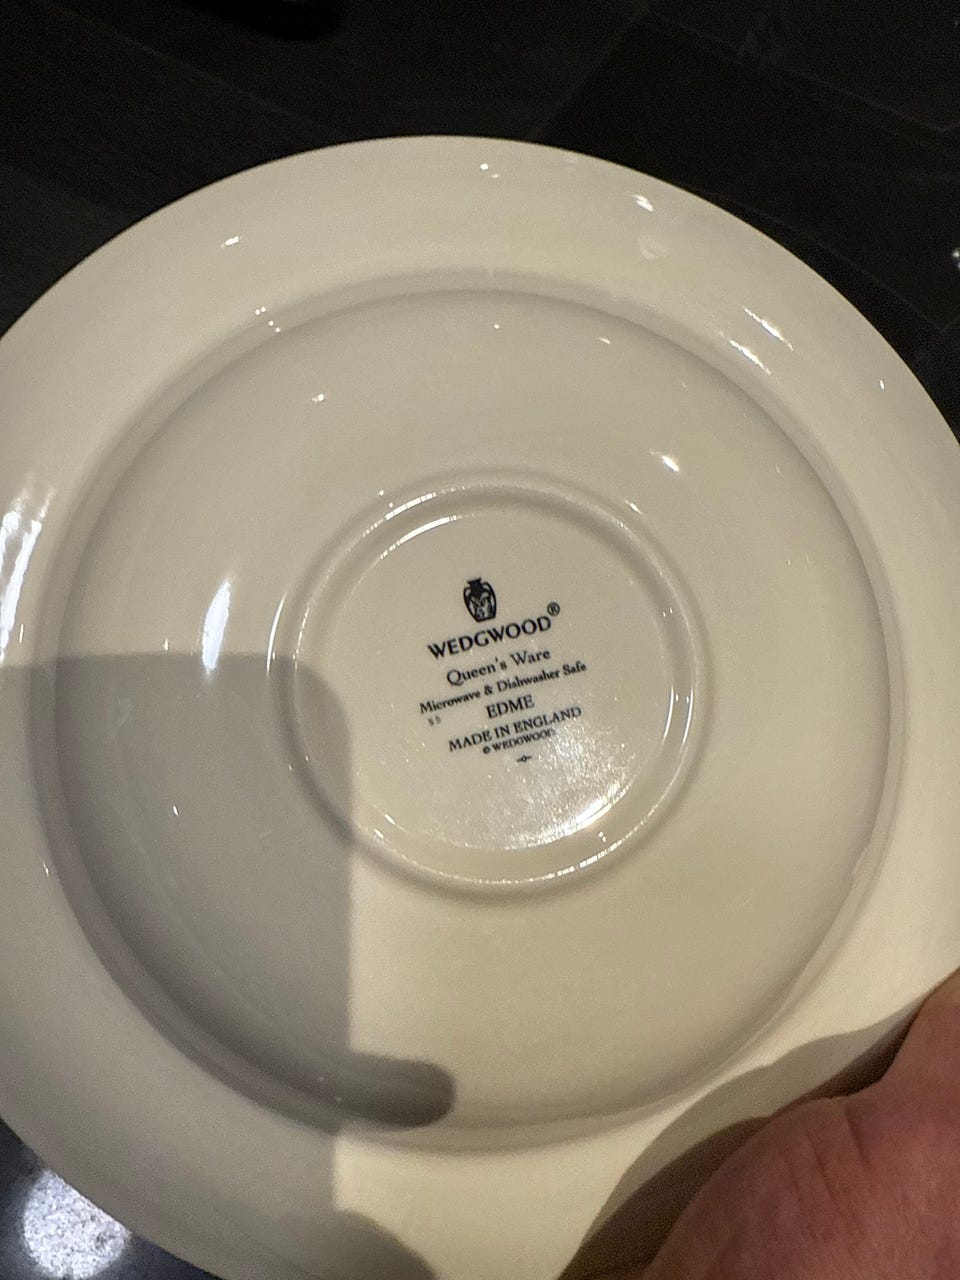 WEDGWOOD®
Queen's Ware
Microwave & Dishwasher Safe
EDME
MADE IN ENGLAND
© WEDGWOOD